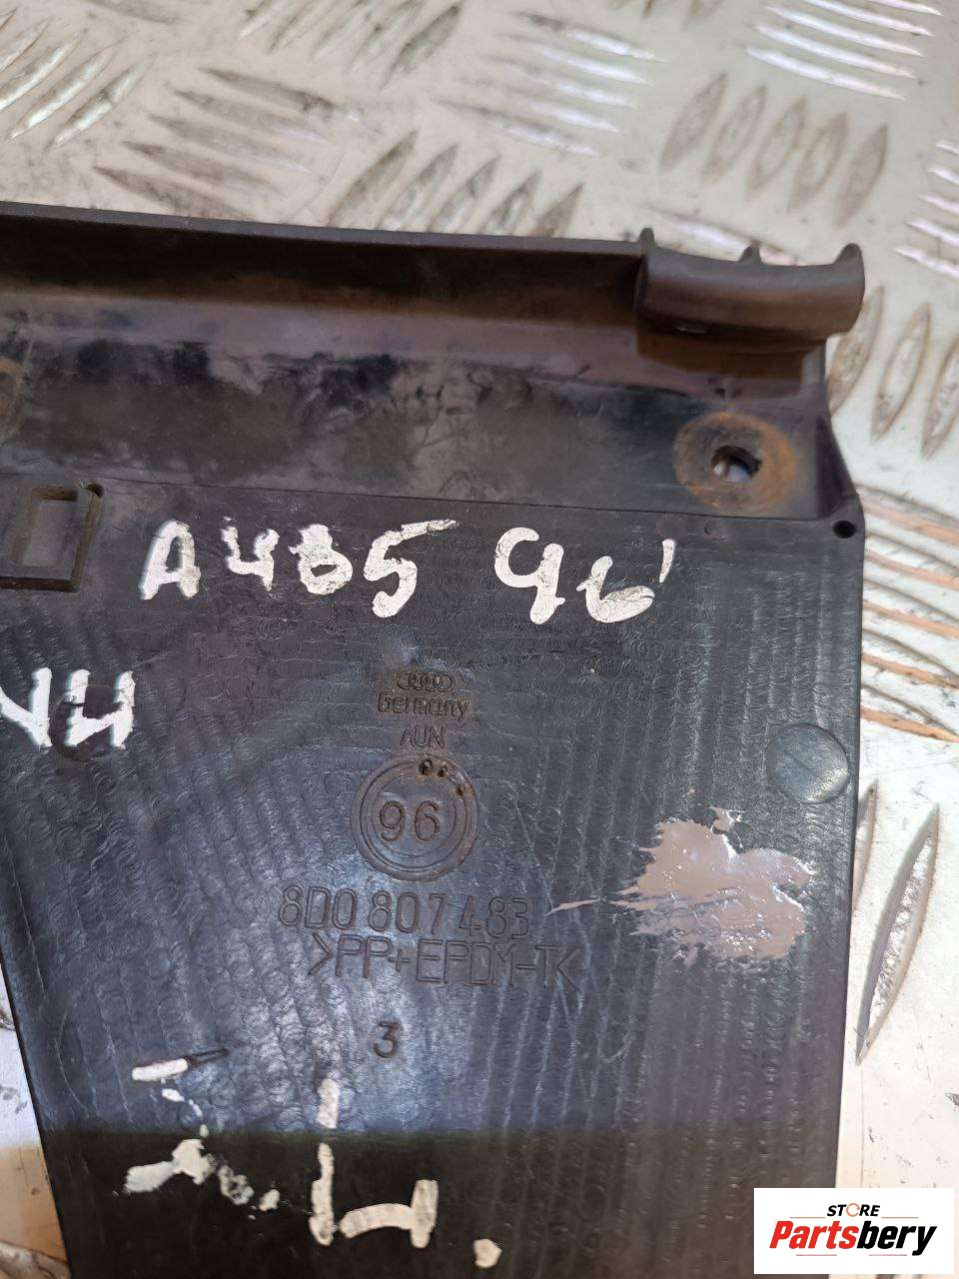 A4B5 96'
Germany
AUN
96
8D0 807 483
>PP+EPDM-TK
3
STORE
Partsbery